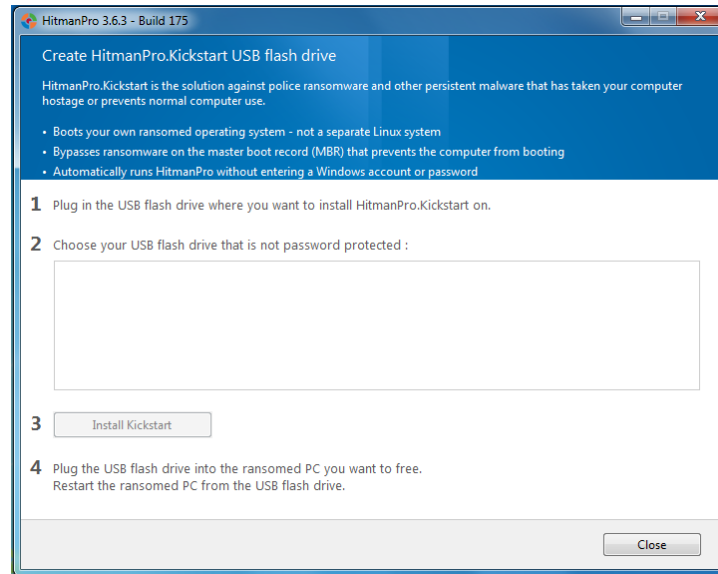 HitmanPro 3.6.3 - Build 175
Create HitmanPro.Kickstart USB flash drive
HitmanPro.Kickstart is the solution against police ransomware and other persistent malware that has taken your computer
hostage or prevents normal computer use.
• Boots your own ransomed operating system - not a separate Linux system
• Bypasses ransomware on the master boot record (MBR) that prevents the computer from booting
• Automatically runs HitmanPro without entering a Windows account or password
1 Plug in the USB flash drive where you want to install HitmanPro.Kickstart on.
2 Choose your USB flash drive that is not password protected :
3 Install Kickstart
4 Plug the USB flash drive into the ransomed PC you want to free.
Restart the ransomed PC from the USB flash drive.
Close